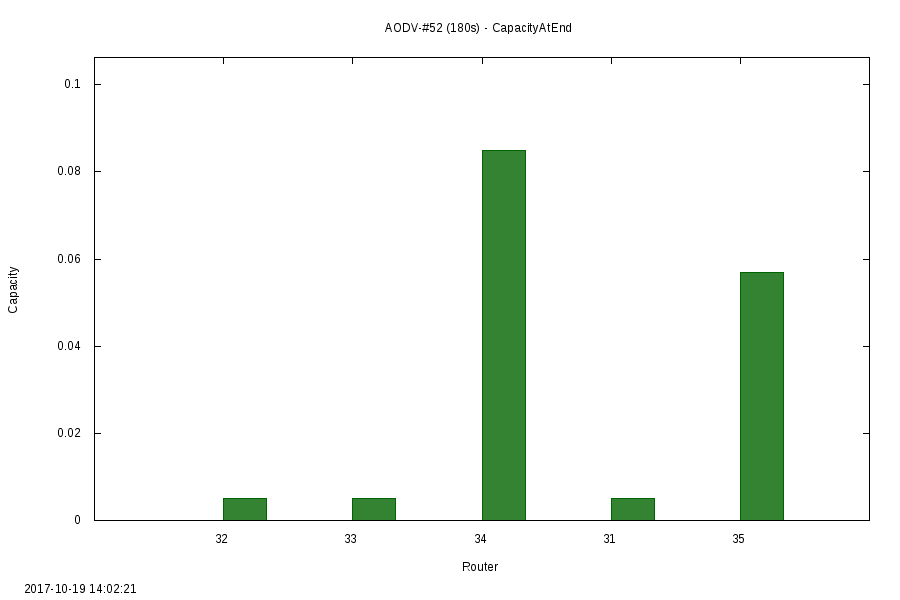 AODV-#52 (180s) - CapacityAtEnd
0.1
0.08
0.06
0.04
0.02
0
Capacity
32 33 34 31 35
Router
2017-10-19 14:02:21